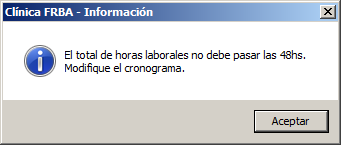 Clínica FRBA - Información
El total de horas laborales no debe pasar las 48hs.
Modifique el cronograma.
Aceptar